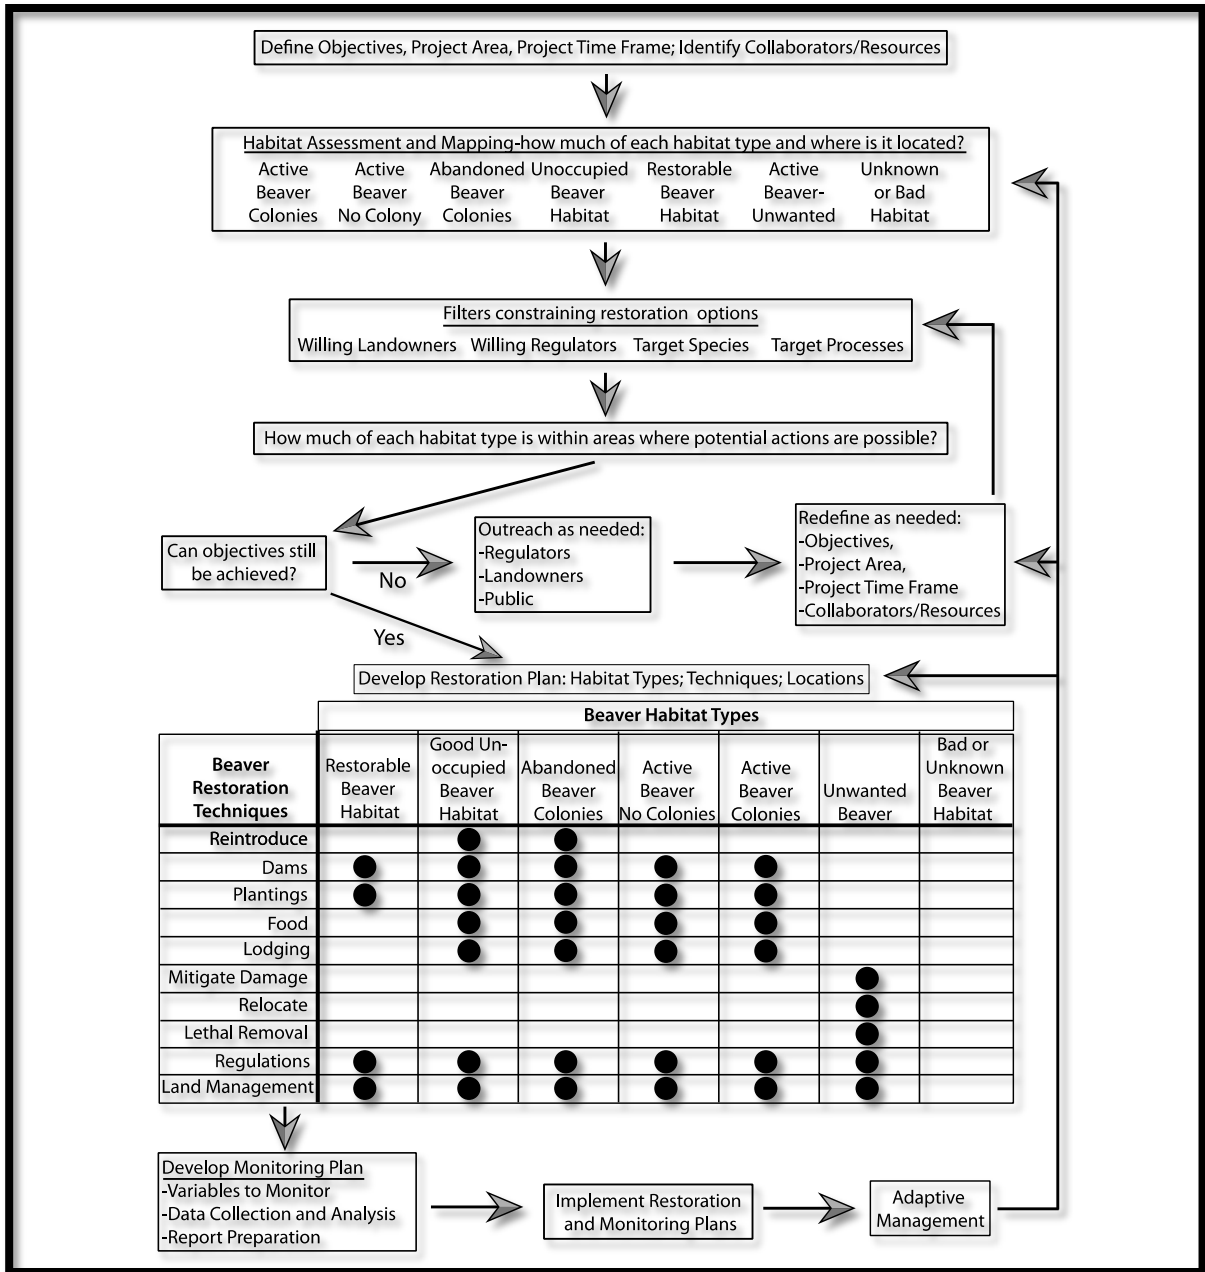 Define Objectives, Project Area, Project Time Frame; Identify Collaborators/Resources
Habitat Assessment and Mapping-how much of each habitat type and where is it located?
Active Beaver Colonies
Active Beaver No Colony
Abandoned Beaver Colonies
Unoccupied Beaver Habitat
Restorable Beaver Habitat
Active Beaver-Unwanted
Unknown or Bad Habitat
Filters constraining restoration options
Willing Landowners Willing Regulators Target Species Target Processes
How much of each habitat type is within areas where potential actions are possible?
Can objectives still
be achieved?
No
Yes
Outreach as needed:
-Regulators
-Landowners
-Public
Redefine as needed:
-Objectives,
-Project Area,
-Project Time Frame
-Collaborators/Resources
Develop Restoration Plan: Habitat Types; Techniques; Locations
Beaver Habitat Types
Beaver
Restoration
Techniques
Restorable
Beaver
Habitat
Good Un-
occupied
Beaver
Habitat
Abandoned
Beaver
Colonies
Active
Beaver
No Colonies
Active
Beaver
Colonies
Unwanted
Beaver
Bad or
Unknown
Beaver
Habitat
Reintroduce
Dams
Plantings
Food
Lodging
Mitigate Damage
Relocate
Lethal Removal
Regulations
Land Management
Develop Monitoring Plan
-Variables to Monitor
-Data Collection and Analysis
-Report Preparation
Implement Restoration
and Monitoring Plans
Adaptive
Management